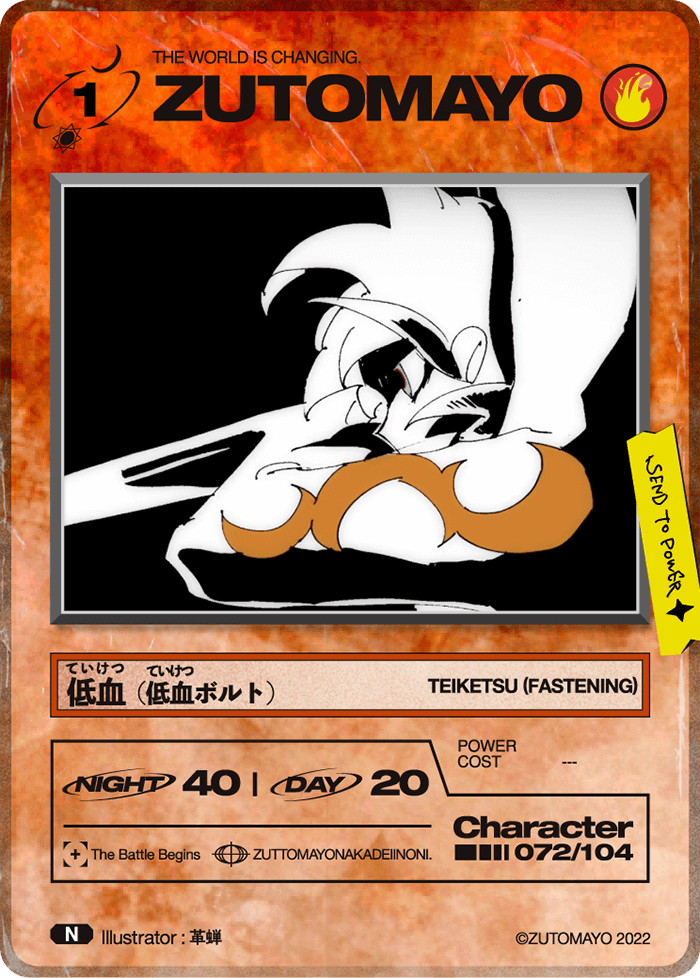 THE WORLD IS CHANGING.
1 ZUTOMAYO
SEND TO POWER
ていけつ ていけつ
低血（低血ボルト） TEIKETSU (FASTENING)
POWER COST ---
NIGHT 40 | DAY 20
Character
072/104
The Battle Begins ZUTTOMAYONAKADEIINONI.
N Illustrator : 革蝉 ©ZUTOMAYO 2022